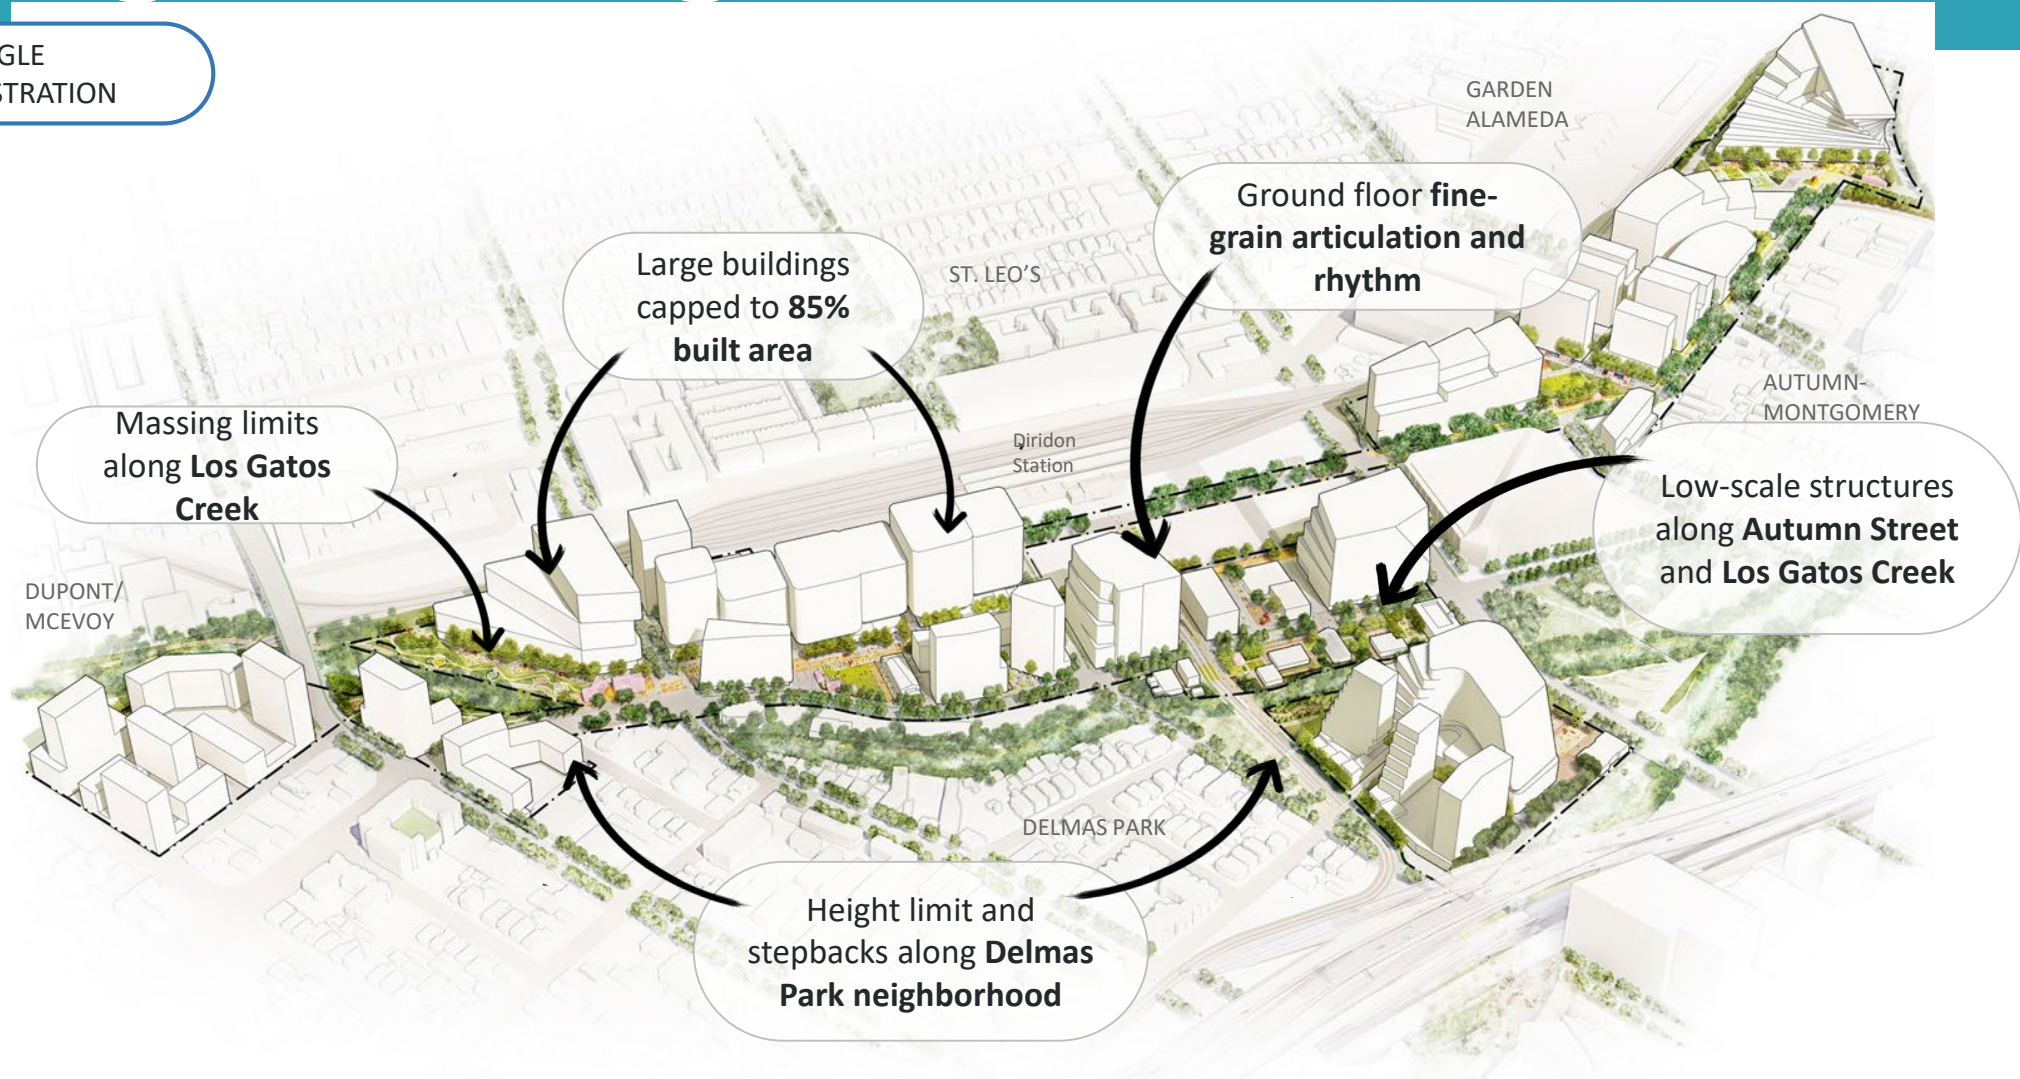 GLE
STRATION
GARDEN
ALAMEDA
Ground floor fine-
grain articulation and
rhythm
Large buildings
capped to 85%
built area
ST. LEO'S
AUTUMN-
MONTGOMERY
Massing limits
along Los Gatos
Creek
Diridon
Station
Low-scale structures
along Autumn Street
and Los Gatos Creek
DUPONT/
MCEVOY
DELMAS PARK
Height limit and
stepbacks along Delmas
Park neighborhood